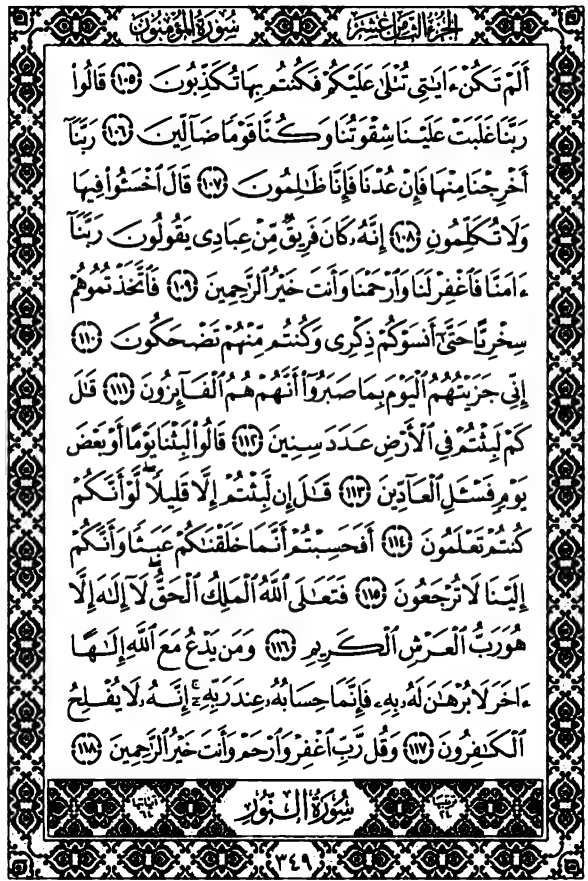 الجزء الثامن عشر
سورة المؤمنون
أَلَمْ تَكُنْ ءَايَٰتِي تُتْلَىٰ عَلَيْكُمْ فَكُنتُم بِهَا تُكَذِّبُونَ ١٠٥ قَالُوا۟
رَبَّنَا غَلَبَتْ عَلَيْنَا شِقْوَتُنَا وَكُنَّا قَوْمًا ضَآلِّينَ ١٠٦ رَبَّنَآ
أَخْرِجْنَا مِنْهَا فَإِنْ عُدْنَا فَإِنَّا ظَٰلِمُونَ ١٠٧ قَالَ ٱخْسَـُٔوا۟ فِيهَا
وَلَا تُكَلِّمُونِ ١٠٨ إِنَّهُۥ كَانَ فَرِيقٌ مِّنْ عِبَادِى يَقُولُونَ رَبَّنَآ
ءَامَنَّا فَٱغْفِرْ لَنَا وَٱرْحَمْنَا وَأَنتَ خَيْرُ ٱلرَّٰحِمِينَ ١٠٩ فَٱتَّخَذْتُمُوهُمْ
سِخْرِيًّا حَتَّىٰٓ أَنسَوْكُمْ ذِكْرِى وَكُنتُم مِّنْهُمْ تَضْحَكُونَ ١١٠
إِنِّى جَزَيْتُهُمُ ٱلْيَوْمَ بِمَا صَبَرُوٓا۟ أَنَّهُمْ هُمُ ٱلْفَآئِزُونَ ١١١ قَٰلَ
كَمْ لَبِثْتُمْ فِى ٱلْأَرْضِ عَدَدَ سِنِينَ ١١٢ قَالُوا۟ لَبِثْنَا يَوْمًا أَوْ بَعْضَ
يَوْمٍ فَسْـَٔلِ ٱلْعَآدِّينَ ١١٣ قَٰلَ إِن لَّبِثْتُمْ إِلَّا قَلِيلًا ۖ لَّوْ أَنَّكُمْ
كُنتُمْ تَعْلَمُونَ ١١٤ أَفَحَسِبْتُمْ أَنَّمَا خَلَقْنَٰكُمْ عَبَثًا وَأَنَّكُمْ
إِلَيْنَا لَا تُرْجَعُونَ ١١٥ فَتَعَٰلَى ٱللَّهُ ٱلْمَلِكُ ٱلْحَقُّ ۖ لَآ إِلَٰهَ إِلَّا
هُوَ رَبُّ ٱلْعَرْشِ ٱلْكَرِيمِ ١١٦ وَمَن يَدْعُ مَعَ ٱللَّهِ إِلَٰهًا
ءَاخَرَ لَا بُرْهَٰنَ لَهُۥ بِهِۦ فَإِنَّمَا حِسَابُهُۥ عِندَ رَبِّهِۦٓ ۚ إِنَّهُۥ لَا يُفْلِحُ
ٱلْكَٰفِرُونَ ١١٧ وَقُل رَّبِّ ٱغْفِرْ وَٱرْحَمْ وَأَنتَ خَيْرُ ٱلرَّٰحِمِينَ ١١٨
ترتيبها ٢٤
سُورَةُ النُّور
آياتها ٦٤
٣٤٩